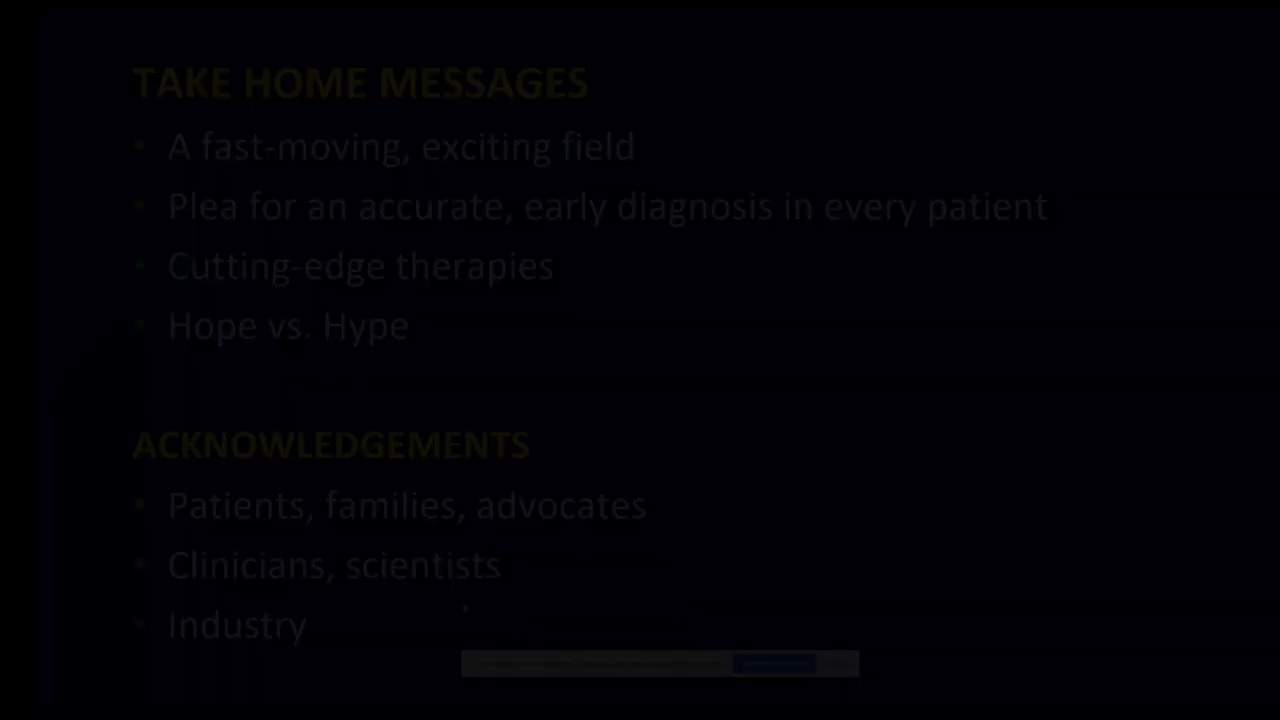 TAKE HOME MESSAGES
• A fast-moving, exciting field
• Plea for an accurate, early diagnosis in every patient
• Cutting-edge therapies
• Hope vs. Hype
ACKNOWLEDGEMENTS
• Patients, families, advocates
• Clinicians, scientists
• Industry